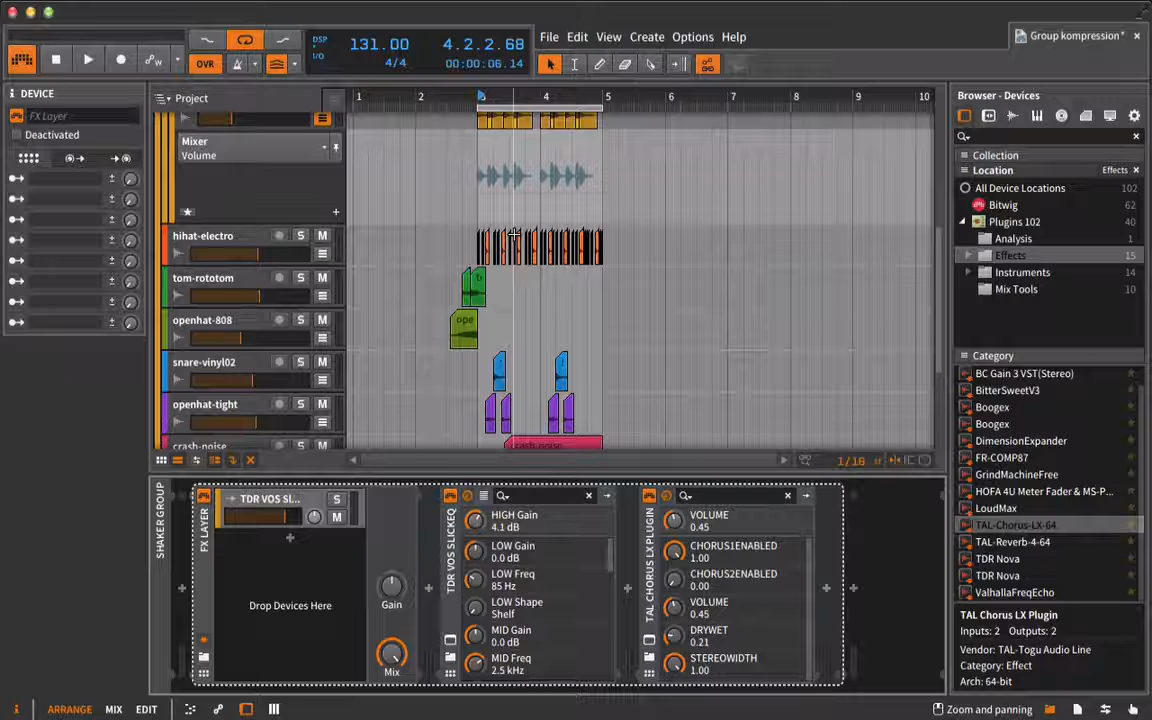 DSP
I/O
131.00
4/4
4.2.2.68
00:00:06.14
OVR
File Edit View Create Options Help
Group kompression*
DEVICE
FX Layer
Deactivated
Project
1 2 3 4 5 6 7 8 9 10
Mixer
Volume
hihat-electro
S M
tom-rototom
S M
openhat-808
S M
ope
snare-vinyl02
S M
openhat-tight
S M
crash-noise
crash-noise
1/16
SHAKER GROUP
FX LAYER
TDR VOS Sl...
S
M
Drop Devices Here
Gain
Mix
TDR VOS SLICKEQ
HIGH Gain
4.1 dB
LOW Gain
0.0 dB
LOW Freq
85 Hz
LOW Shape
Shelf
MID Gain
0.0 dB
MID Freq
2.5 kHz
TAL CHORUS LX PLUGIN
VOLUME
0.45
CHORUS1ENABLED
1.00
CHORUS2ENABLED
0.00
VOLUME
0.45
DRYWET
0.21
STEREOWIDTH
1.00
Browser - Devices
Collection
Location Effects
All Device Locations 102
Bitwig 62
Plugins 102 40
Analysis 1
Effects 15
Instruments 14
Mix Tools 10
Category
BC Gain 3 VST(Stereo)
BitterSweetV3
Boogex
Boogex
DimensionExpander
FR-COMP87
GrindMachineFree
HOFA 4U Meter Fader & MS-P...
LoudMax
TAL-Chorus-LX-64
TAL-Reverb-4-64
TDR Nova
TDR Nova
ValhallaFreqEcho
TAL Chorus LX Plugin
Inputs: 2 Outputs: 2
Vendor: TAL-Togu Audio Line
Category: Effect
Arch: 64-bit
i ARRANGE MIX EDIT
Zoom and panning